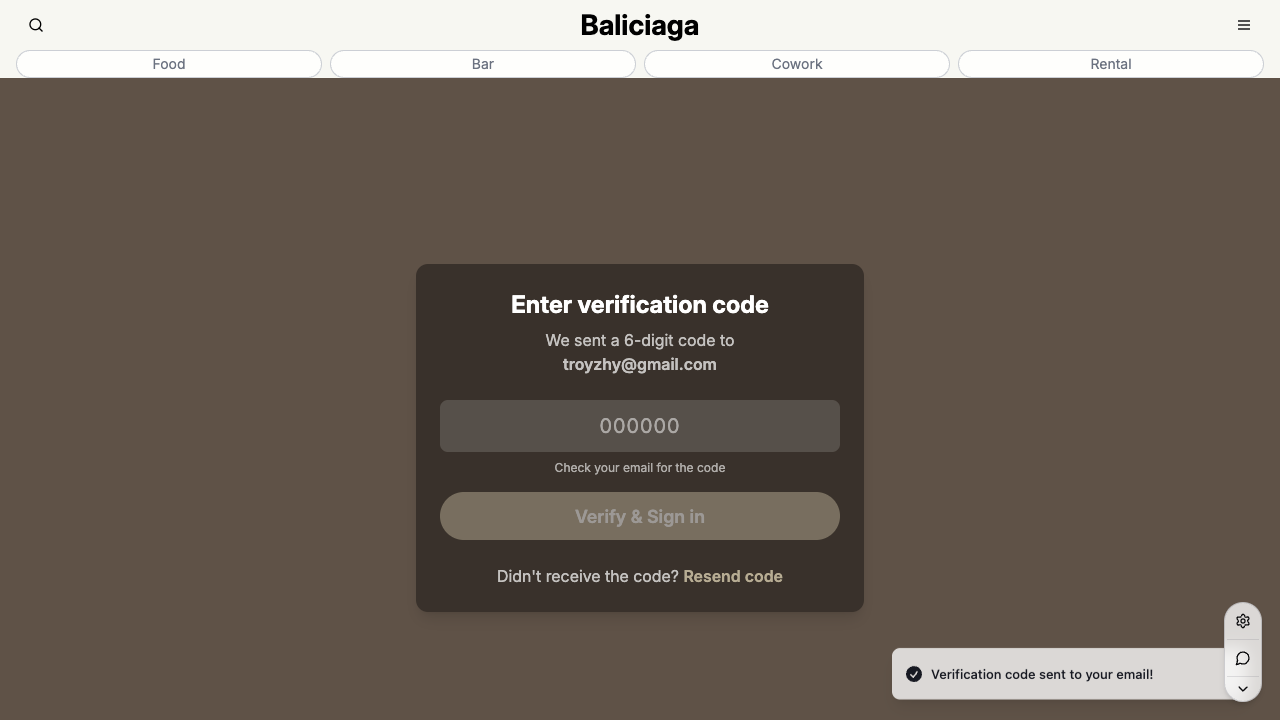 Baliciaga
Food
Bar
Cowork
Rental
Enter verification code
We sent a 6-digit code to
troyzhy@gmail.com
000000
Check your email for the code
Verify & Sign in
Didn't receive the code? Resend code
Verification code sent to your email!